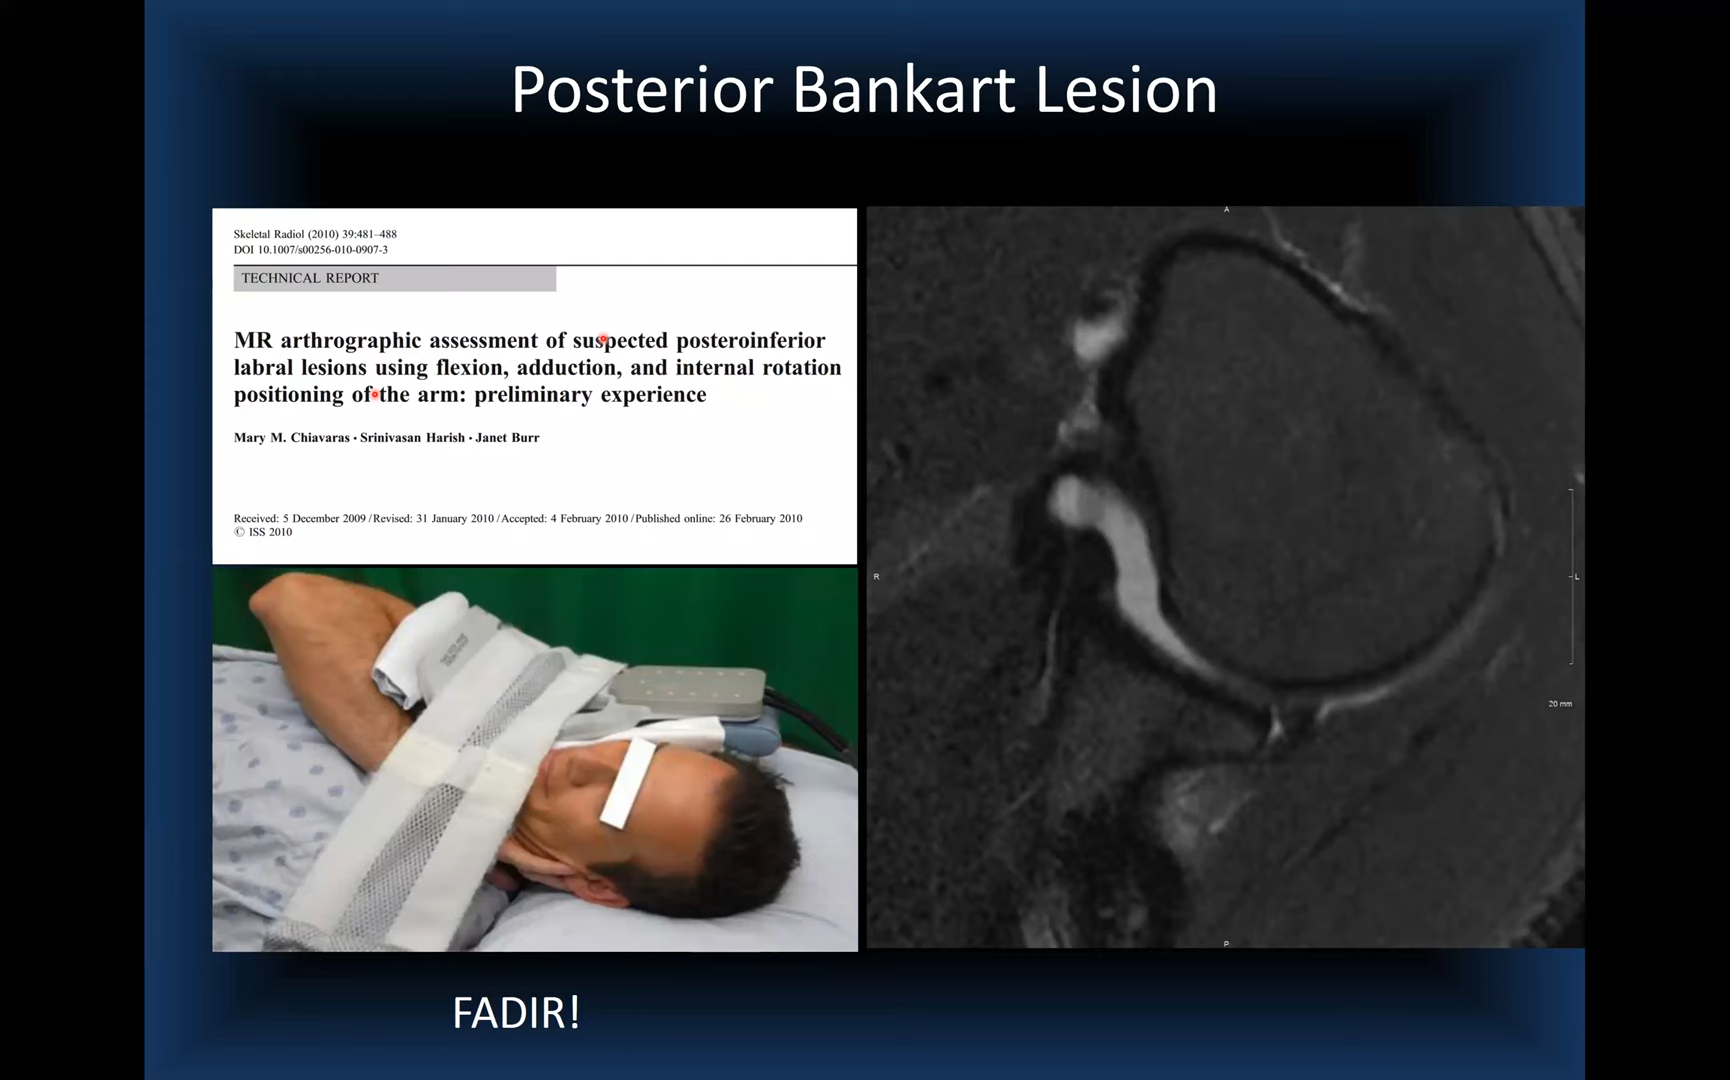 Posterior Bankart Lesion
Skeletal Radiol (2010) 39:481–488
DOI 10.1007/s00256-010-0907-3
TECHNICAL REPORT
MR arthrographic assessment of suspected posteroinferior
labral lesions using flexion, adduction, and internal rotation
positioning of the arm: preliminary experience
Mary M. Chiavaras · Srinivasan Harish · Janet Burr
Received: 5 December 2009 / Revised: 31 January 2010 / Accepted: 4 February 2010 / Published online: 26 February 2010
© ISS 2010
A
R
L
20 mm
P
FADIR!